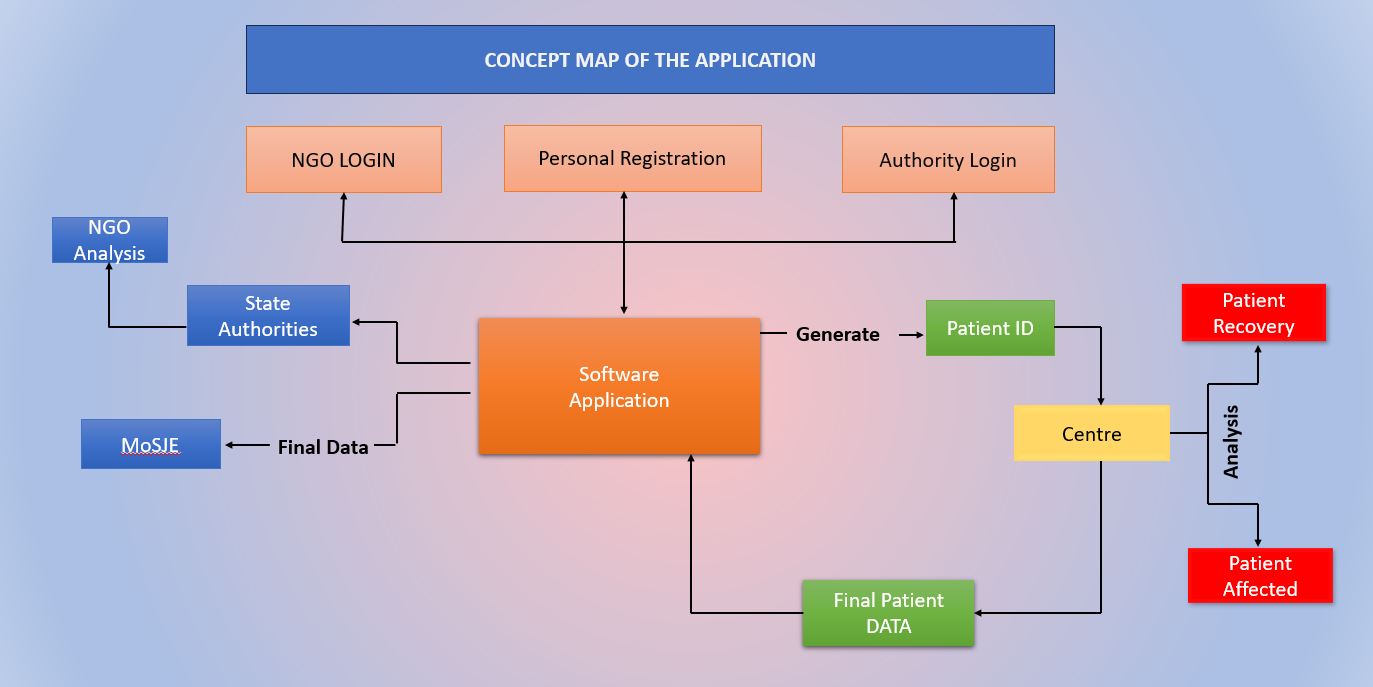 CONCEPT MAP OF THE APPLICATION
NGO LOGIN
Personal Registration
Authority Login
NGO
Analysis
State
Authorities
MoSJE
Final Data
Software
Application
Generate
Patient ID
Patient
Recovery
Centre
Analysis
Patient
Affected
Final Patient
DATA